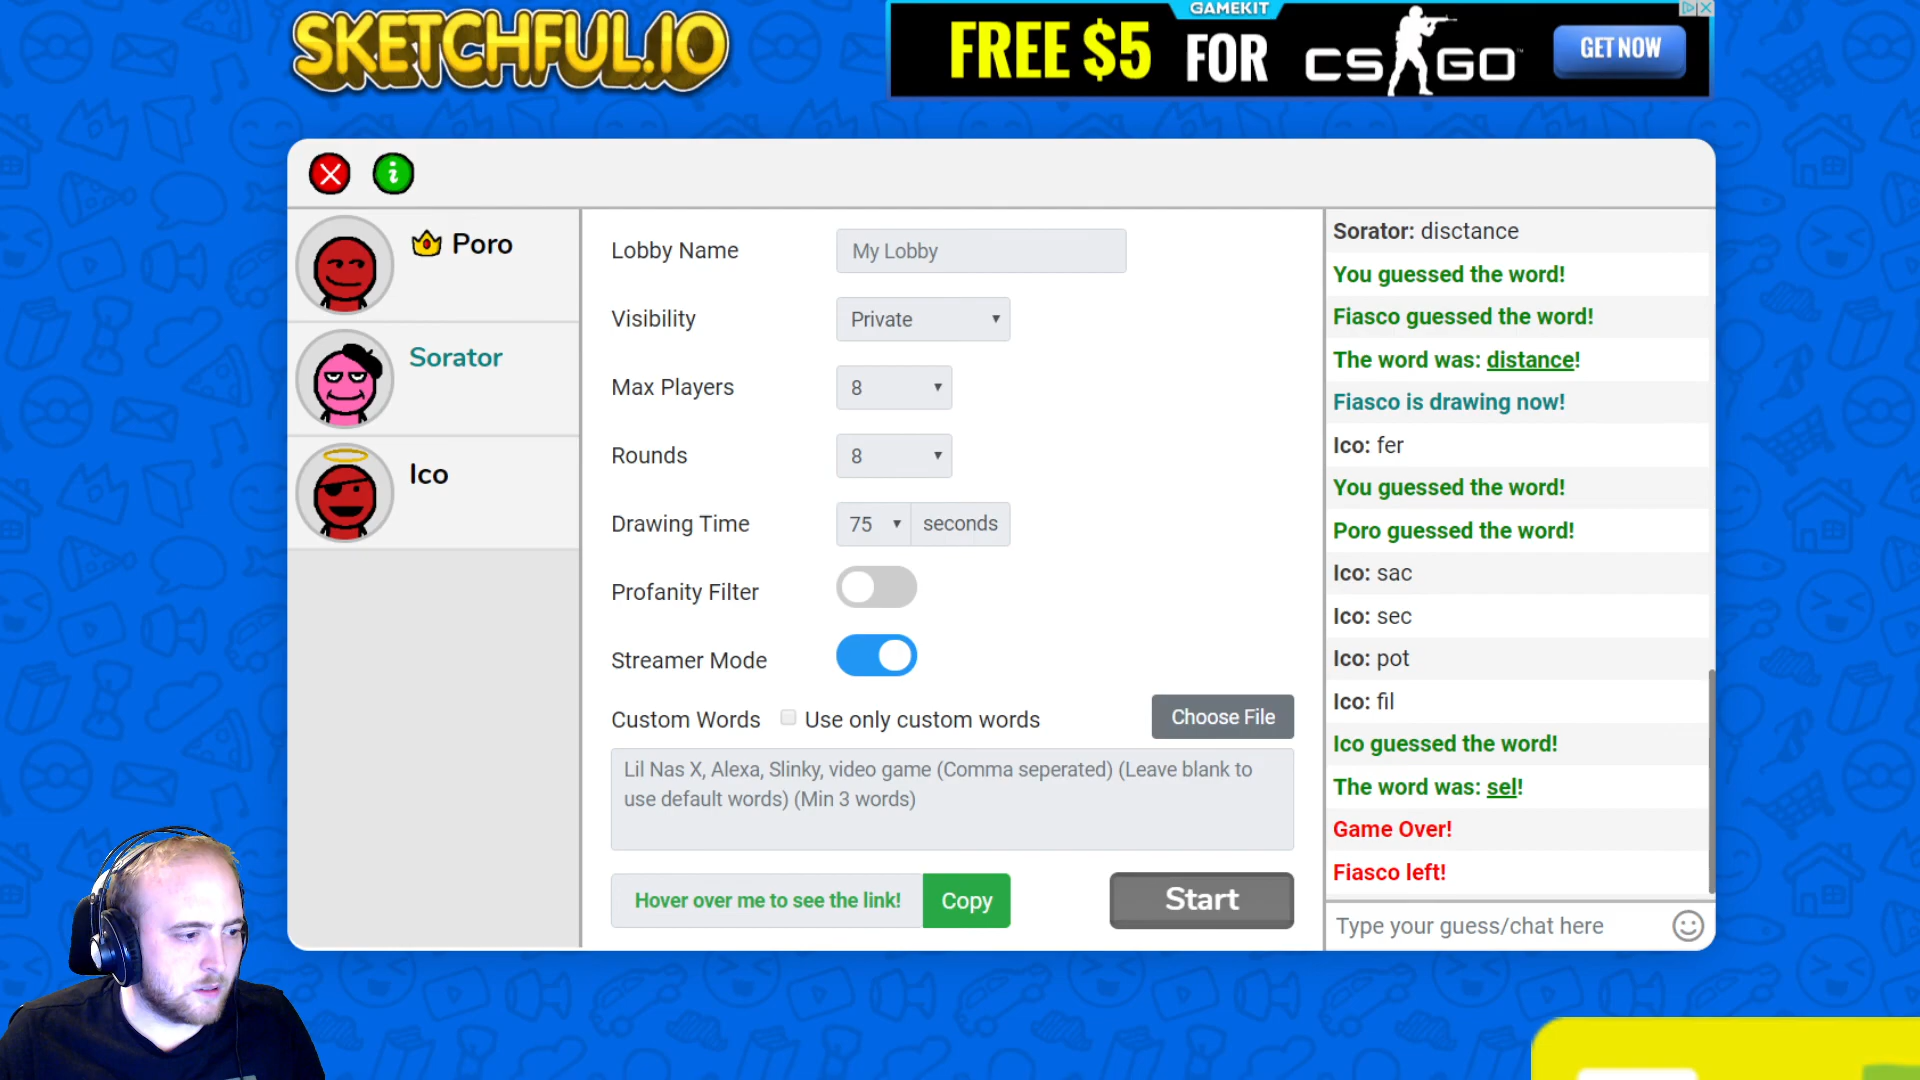 SKETCHFUL.IO
GAMEKIT
FREE $5 FOR CS GO
GET NOW
Poro
Sorator
Ico
Lobby Name
My Lobby
Visibility
Private
Max Players
8
Rounds
8
Drawing Time
75
seconds
Profanity Filter
Streamer Mode
Custom Words
Use only custom words
Choose File
Lil Nas X, Alexa, Slinky, video game (Comma seperated) (Leave blank to
use default words) (Min 3 words)
Hover over me to see the link!
Copy
Start
Sorator: disctance
You guessed the word!
Fiasco guessed the word!
The word was: distance!
Fiasco is drawing now!
Ico: fer
You guessed the word!
Poro guessed the word!
Ico: sac
Ico: sec
Ico: pot
Ico: fil
Ico guessed the word!
The word was: sel!
Game Over!
Fiasco left!
Type your guess/chat here